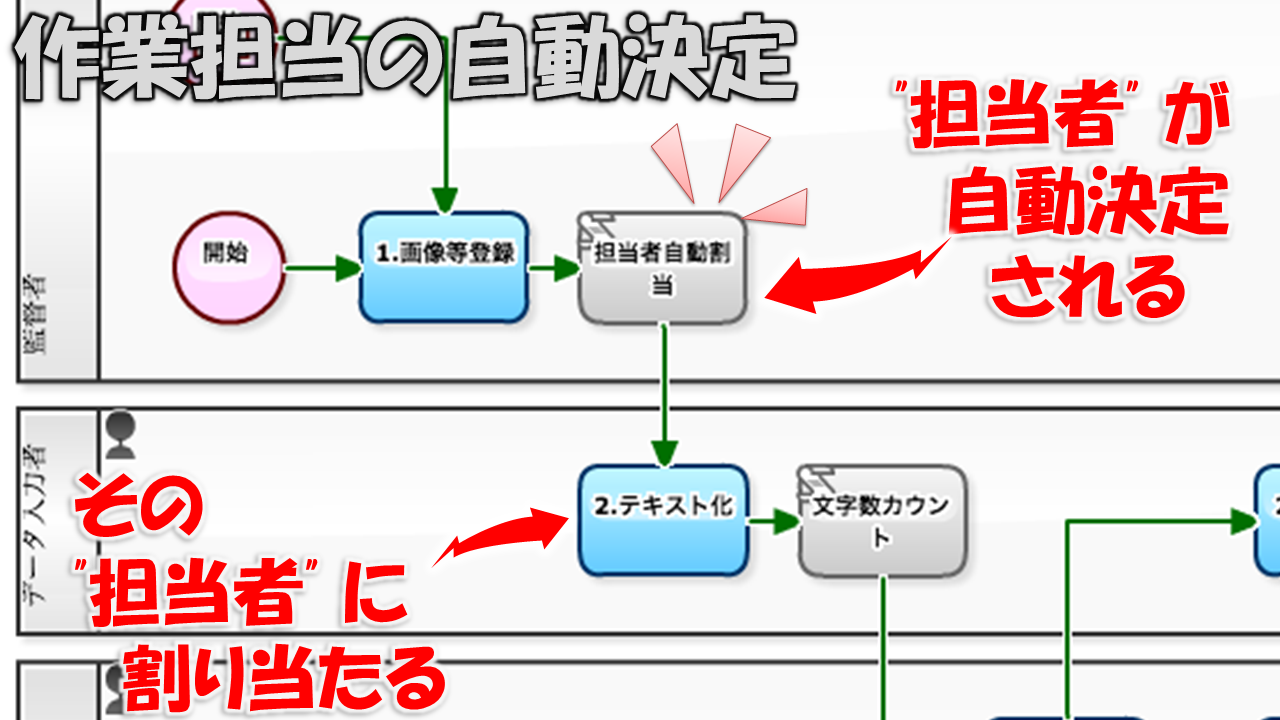 作業担当の自動決定
"担当者" が
自動決定
される
監督者
開始
1.画像等登録
担当者自動割
当
データ入力者
2.テキスト化
文字数カウン
ト
その
"担当者" に
割り当たる